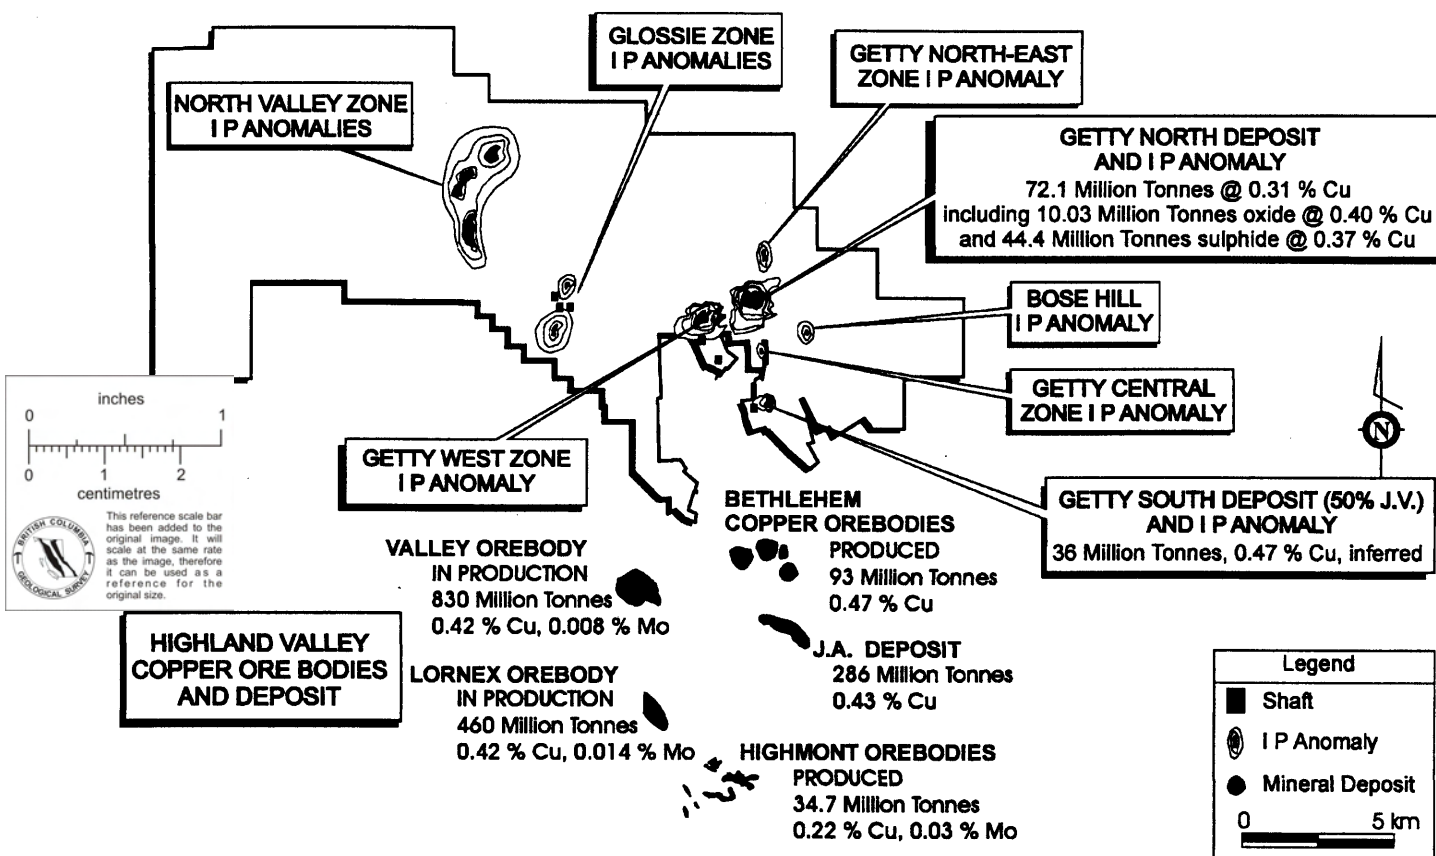 GLOSSIE ZONE
I P ANOMALIES
GETTY NORTH-EAST
ZONE I P ANOMALY
NORTH VALLEY ZONE
I P ANOMALIES
GETTY NORTH DEPOSIT
AND I P ANOMALY
72.1 Million Tonnes @ 0.31 % Cu
including 10.03 Million Tonnes oxide @ 0.40 % Cu
and 44.4 Million Tonnes sulphide @ 0.37 % Cu
BOSE HILL
I P ANOMALY
GETTY CENTRAL
ZONE I P ANOMALY
N
inches
0 1
0 1 2
centimetres
This reference scale bar
has been added to the
original image. It will
scale at the same rate
as the image, therefore
it can be used as a
reference for the
original size.
BRITISH COLUMBIA
GEOLOGICAL SURVEY
GETTY WEST ZONE
I P ANOMALY
GETTY SOUTH DEPOSIT (50% J.V.)
AND I P ANOMALY
36 Million Tonnes, 0.47 % Cu, inferred
BETHLEHEM
COPPER OREBODIES
PRODUCED
93 Million Tonnes
0.47 % Cu
VALLEY OREBODY
IN PRODUCTION
830 Million Tonnes
0.42 % Cu, 0.008 % Mo
HIGHLAND VALLEY
COPPER ORE BODIES
AND DEPOSIT
J.A. DEPOSIT
286 Million Tonnes
0.43 % Cu
LORNEX OREBODY
IN PRODUCTION
460 Million Tonnes
0.42 % Cu, 0.014 % Mo
HIGHMONT OREBODIES
PRODUCED
34.7 Million Tonnes
0.22 % Cu, 0.03 % Mo
Legend
Shaft
I P Anomaly
Mineral Deposit
0 5 km